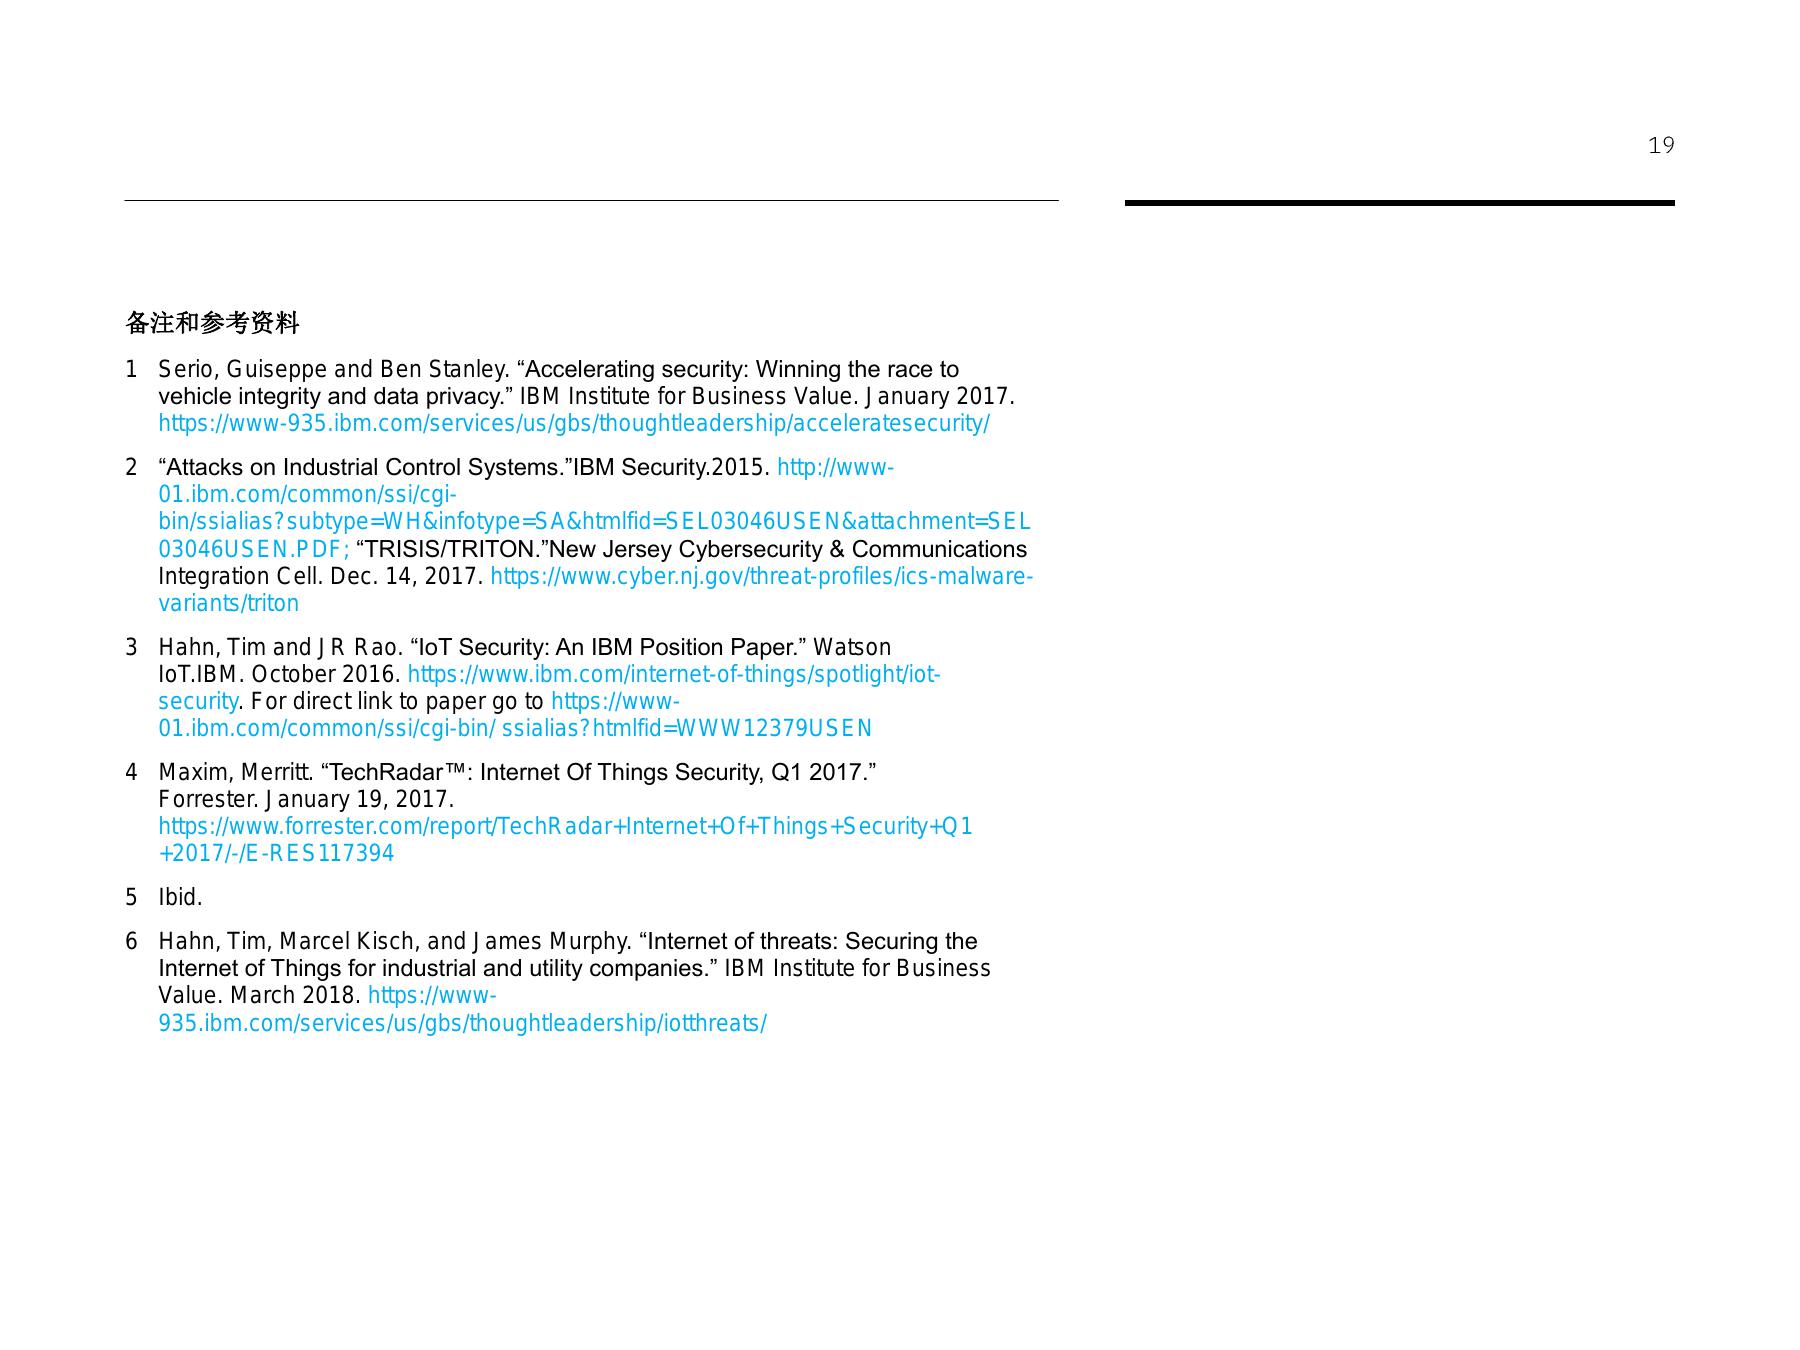 19
备注和参考资料
1 Serio, Guiseppe and Ben Stanley. “Accelerating security: Winning the race to
vehicle integrity and data privacy.” IBM Institute for Business Value. January 2017.
https://www-935.ibm.com/services/us/gbs/thoughtleadership/acceleratesecurity/
2 “Attacks on Industrial Control Systems.”IBM Security.2015. http://www-
01.ibm.com/common/ssi/cgi-
bin/ssialias?subtype=WH&infotype=SA&htmlfid=SEL03046USEN&attachment=SEL
03046USEN.PDF; “TRISIS/TRITON.”New Jersey Cybersecurity & Communications
Integration Cell. Dec. 14, 2017. https://www.cyber.nj.gov/threat-profiles/ics-malware-
variants/triton
3 Hahn, Tim and JR Rao. “IoT Security: An IBM Position Paper.” Watson
IoT.IBM. October 2016. https://www.ibm.com/internet-of-things/spotlight/iot-
security. For direct link to paper go to https://www-
01.ibm.com/common/ssi/cgi-bin/ ssialias?htmlfid=WWW12379USEN
4 Maxim, Merritt. “TechRadar™: Internet Of Things Security, Q1 2017.”
Forrester. January 19, 2017.
https://www.forrester.com/report/TechRadar+Internet+Of+Things+Security+Q1
+2017/-/E-RES117394
5 Ibid.
6 Hahn, Tim, Marcel Kisch, and James Murphy. “Internet of threats: Securing the
Internet of Things for industrial and utility companies.” IBM Institute for Business
Value. March 2018. https://www-
935.ibm.com/services/us/gbs/thoughtleadership/iotthreats/